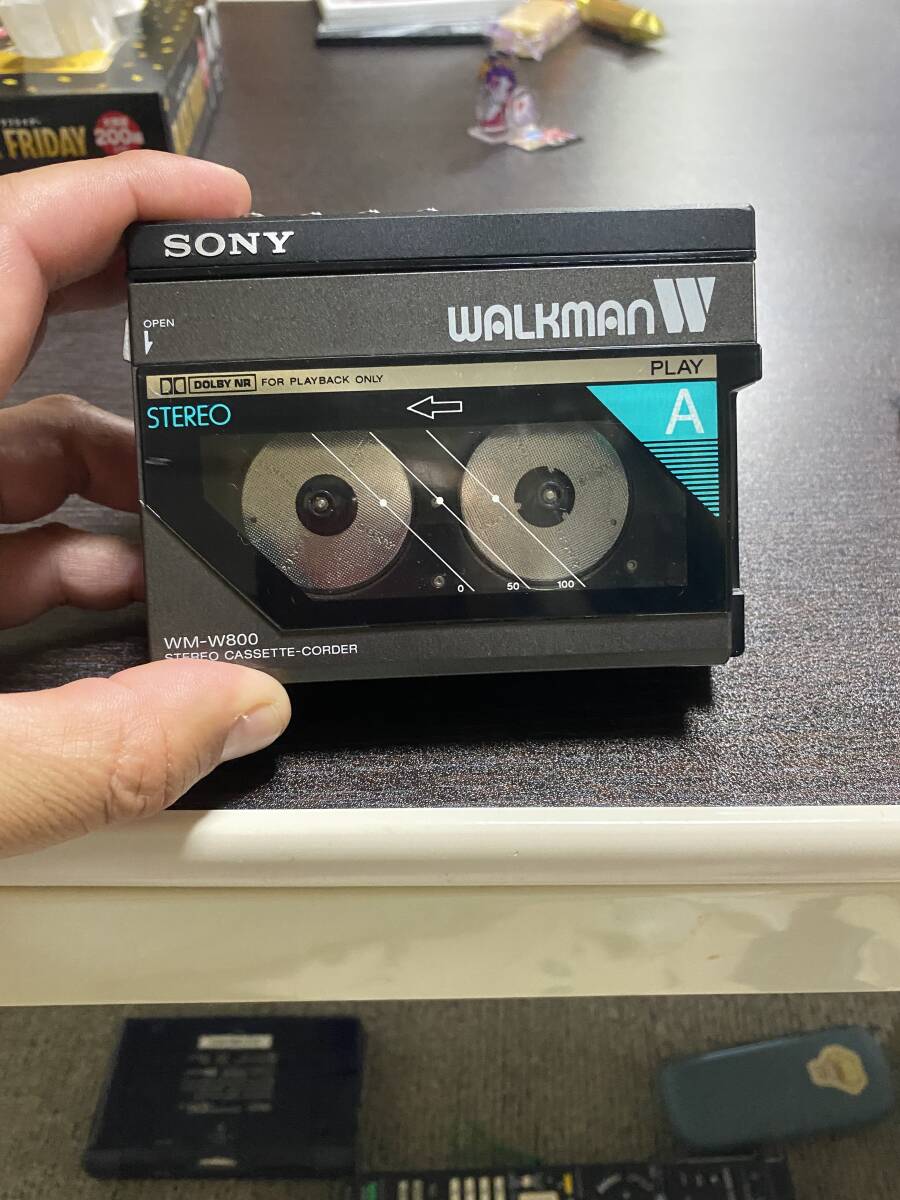 FRIDAY
200
SONY
OPEN
WALKMAN W
DOLBY NR FOR PLAYBACK ONLY
PLAY
STEREO
A
0 50 100
WM-W800
STEREO CASSETTE-CORDER